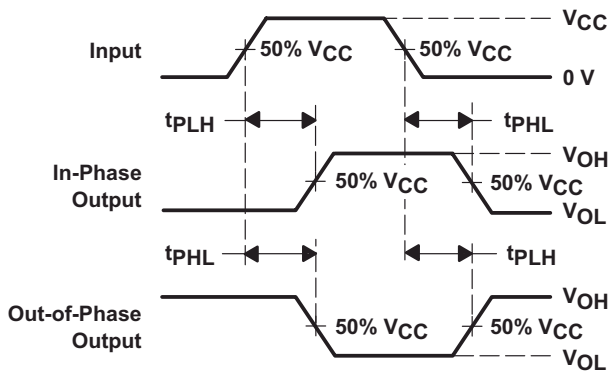 VCC
Input
50% VCC
50% VCC
0 V
tPLH
tPHL
VOH
In-Phase
Output
50% VCC
50% VCC
VOL
tPHL
tPLH
VOH
Out-of-Phase
Output
50% VCC
50% VCC
VOL